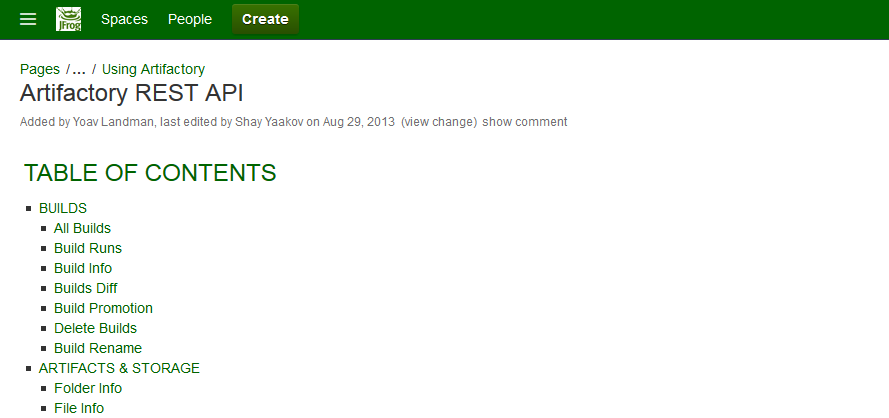 JFrog Spaces People Create
Pages /... / Using Artifactory
Artifactory REST API
Added by Yoav Landman, last edited by Shay Yaakov on Aug 29, 2013 (view change) show comment
TABLE OF CONTENTS
BUILDS
All Builds
Build Runs
Build Info
Builds Diff
Build Promotion
Delete Builds
Build Rename
ARTIFACTS & STORAGE
Folder Info
File Info